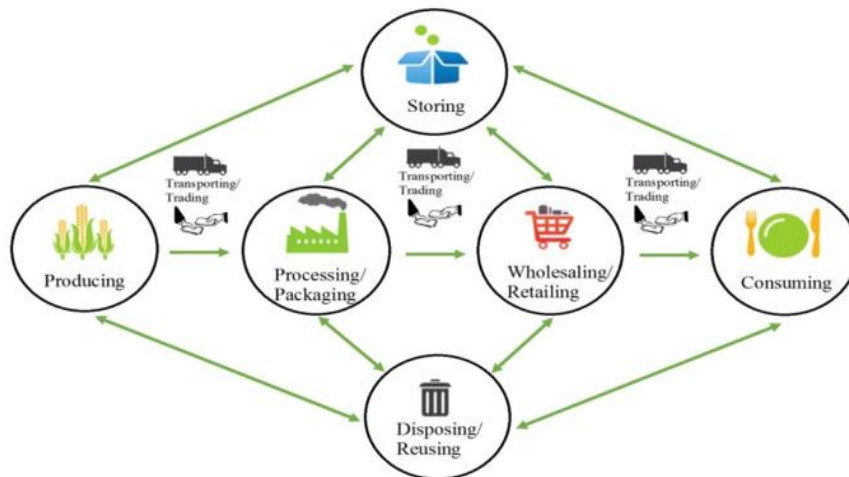 Storing
Transporting/
Trading
Transporting/
Trading
Transporting/
Trading
Producing
Processing/
Packaging
Wholesaling/
Retailing
Consuming
Disposing/
Reusing